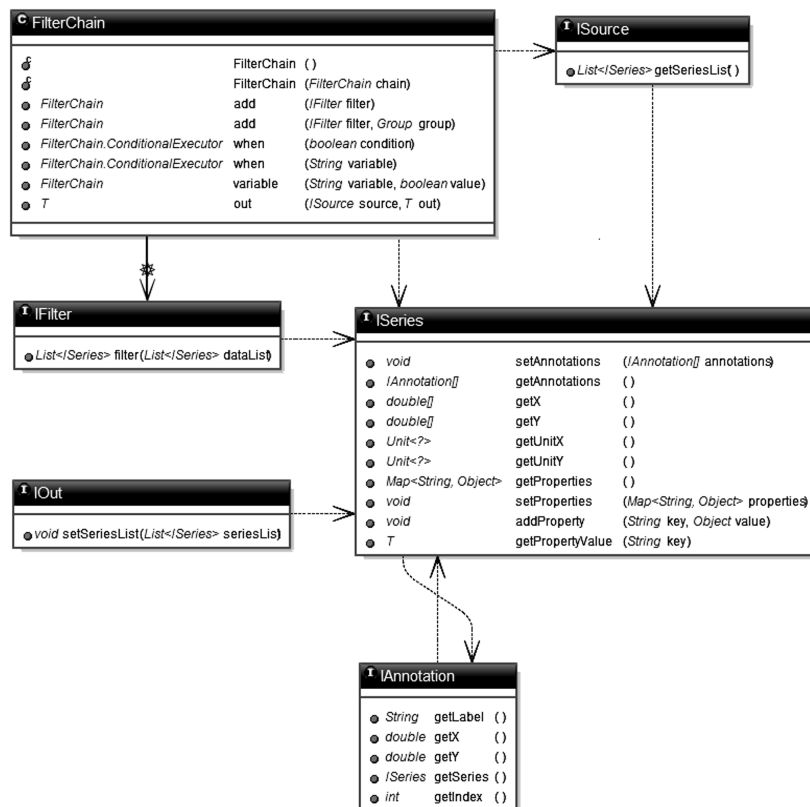 C FilterChain
FilterChain ()
FilterChain (FilterChain chain)
FilterChain add (IFilter filter)
FilterChain add (IFilter filter, Group group)
FilterChain.ConditionalExecutor when (boolean condition)
FilterChain.ConditionalExecutor when (String variable)
FilterChain variable (String variable, boolean value)
T out (ISource source, T out)
I ISource
List<ISeries> getSeriesList()
I IFilter
List<ISeries> filter(List<ISeries> dataList)
I ISeries
void setAnnotations (IAnnotation[] annotations)
IAnnotation[] getAnnotations ()
double[] getX ()
double[] getY ()
Unit<?> getUnitX ()
Unit<?> getUnitY ()
Map<String, Object> getProperties ()
void setProperties (Map<String, Object> properties)
void addProperty (String key, Object value)
T getPropertyValue (String key)
I IOut
void setSeriesList(List<ISeries> seriesList)
I IAnnotation
String getLabel ()
double getX ()
double getY ()
ISeries getSeries ()
int getIndex ()